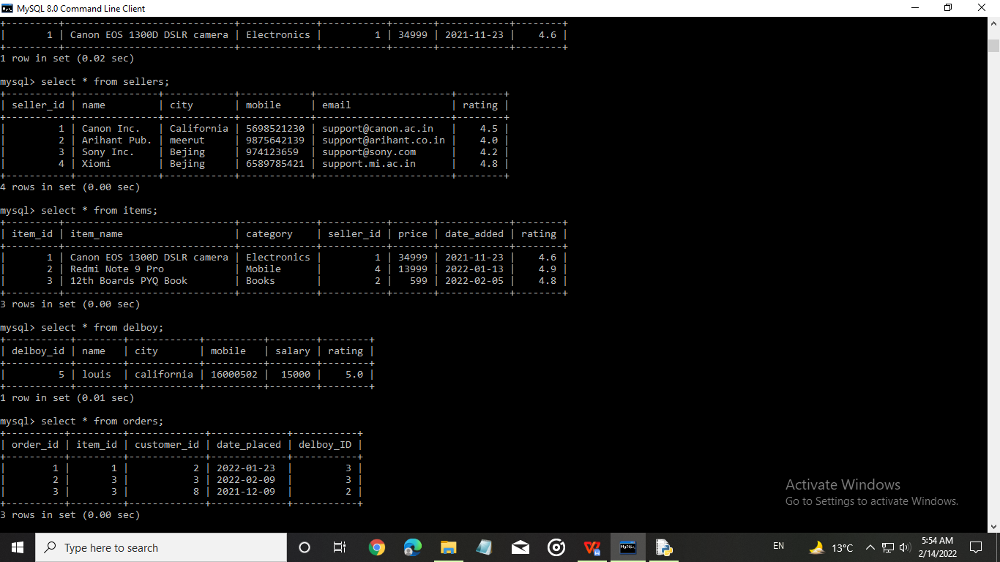 MySQL 8.0 Command Line Client
+---------+----------------------------+-------------+-----------+-------+------------+--------+
|       1 | Canon EOS 1300D DSLR camera | Electronics |         1 | 34999 | 2021-11-23 |    4.6 |
+---------+----------------------------+-------------+-----------+-------+------------+--------+
1 row in set (0.02 sec)
mysql> select * from sellers;
+-----------+--------------+------------+------------+-----------------------+--------+
| seller_id | name         | city       | mobile     | email                 | rating |
+-----------+--------------+------------+------------+-----------------------+--------+
|         1 | Canon Inc.   | California | 5698521230 | support@canon.ac.in   |    4.5 |
|         2 | Arihant Pub. | meerut     | 9875642139 | support@arihant.co.in |    4.0 |
|         3 | Sony Inc.    | Bejing     | 974123659  | support@sony.com      |    4.2 |
|         4 | Xiomi        | Bejing     | 6589785421 | support.mi.ac.in      |    4.8 |
+-----------+--------------+------------+------------+-----------------------+--------+
4 rows in set (0.00 sec)
mysql> select * from items;
+---------+-----------------------------+-------------+-----------+-------+------------+--------+
| item_id | item_name                   | category    | seller_id | price | date_added | rating |
+---------+-----------------------------+-------------+-----------+-------+------------+--------+
|       1 | Canon EOS 1300D DSLR camera | Electronics |         1 | 34999 | 2021-11-23 |    4.6 |
|       2 | Redmi Note 9 Pro            | Mobile      |         4 | 13999 | 2022-01-13 |    4.9 |
|       3 | 12th Boards PYQ Book        | Books       |         2 |   599 | 2022-02-05 |    4.8 |
+---------+-----------------------------+-------------+-----------+-------+------------+--------+
3 rows in set (0.00 sec)
mysql> select * from delboy;
+-----------+--------+------------+----------+--------+--------+
| delboy_id | name   | city       | mobile   | salary | rating |
+-----------+--------+------------+----------+--------+--------+
|         5 | louis  | california | 16000502 |  15000 |    5.0 |
+-----------+--------+------------+----------+--------+--------+
1 row in set (0.01 sec)
mysql> select * from orders;
+----------+---------+-------------+-------------+-----------+
| order_id | item_id | customer_id | date_placed | delboy_ID |
+----------+---------+-------------+-------------+-----------+
|        1 |       1 |           2 | 2022-01-23  |         3 |
|        2 |       3 |           3 | 2022-02-09  |         3 |
|        3 |       3 |           8 | 2021-12-09  |         2 |
+----------+---------+-------------+-------------+-----------+
3 rows in set (0.00 sec)
Activate Windows
Go to Settings to activate Windows.
Type here to search
MySQL
EN
13°C
5:54 AM
2/14/2022